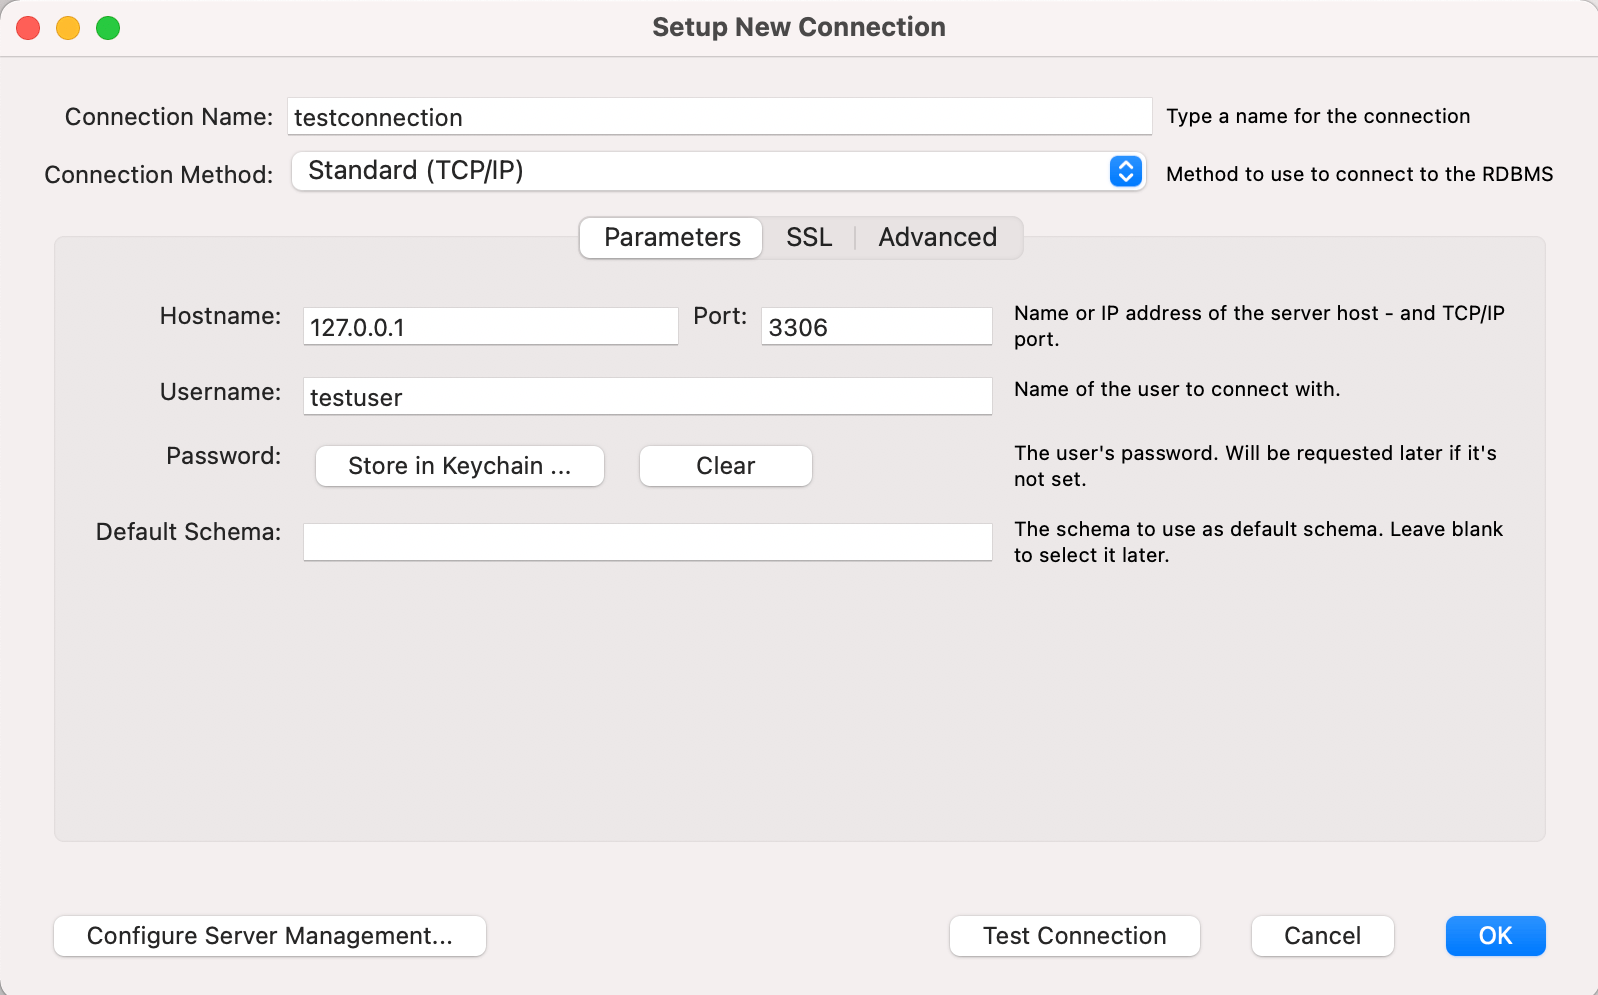 Setup New Connection
Connection Name: testconnection Type a name for the connection
Connection Method: Standard (TCP/IP) Method to use to connect to the RDBMS
Parameters SSL Advanced
Hostname: 127.0.0.1 Port: 3306 Name or IP address of the server host - and TCP/IP
port.
Username: testuser Name of the user to connect with.
Password: Store in Keychain ... Clear The user's password. Will be requested later if it's
not set.
Default Schema: The schema to use as default schema. Leave blank
to select it later.
Configure Server Management... Test Connection Cancel OK